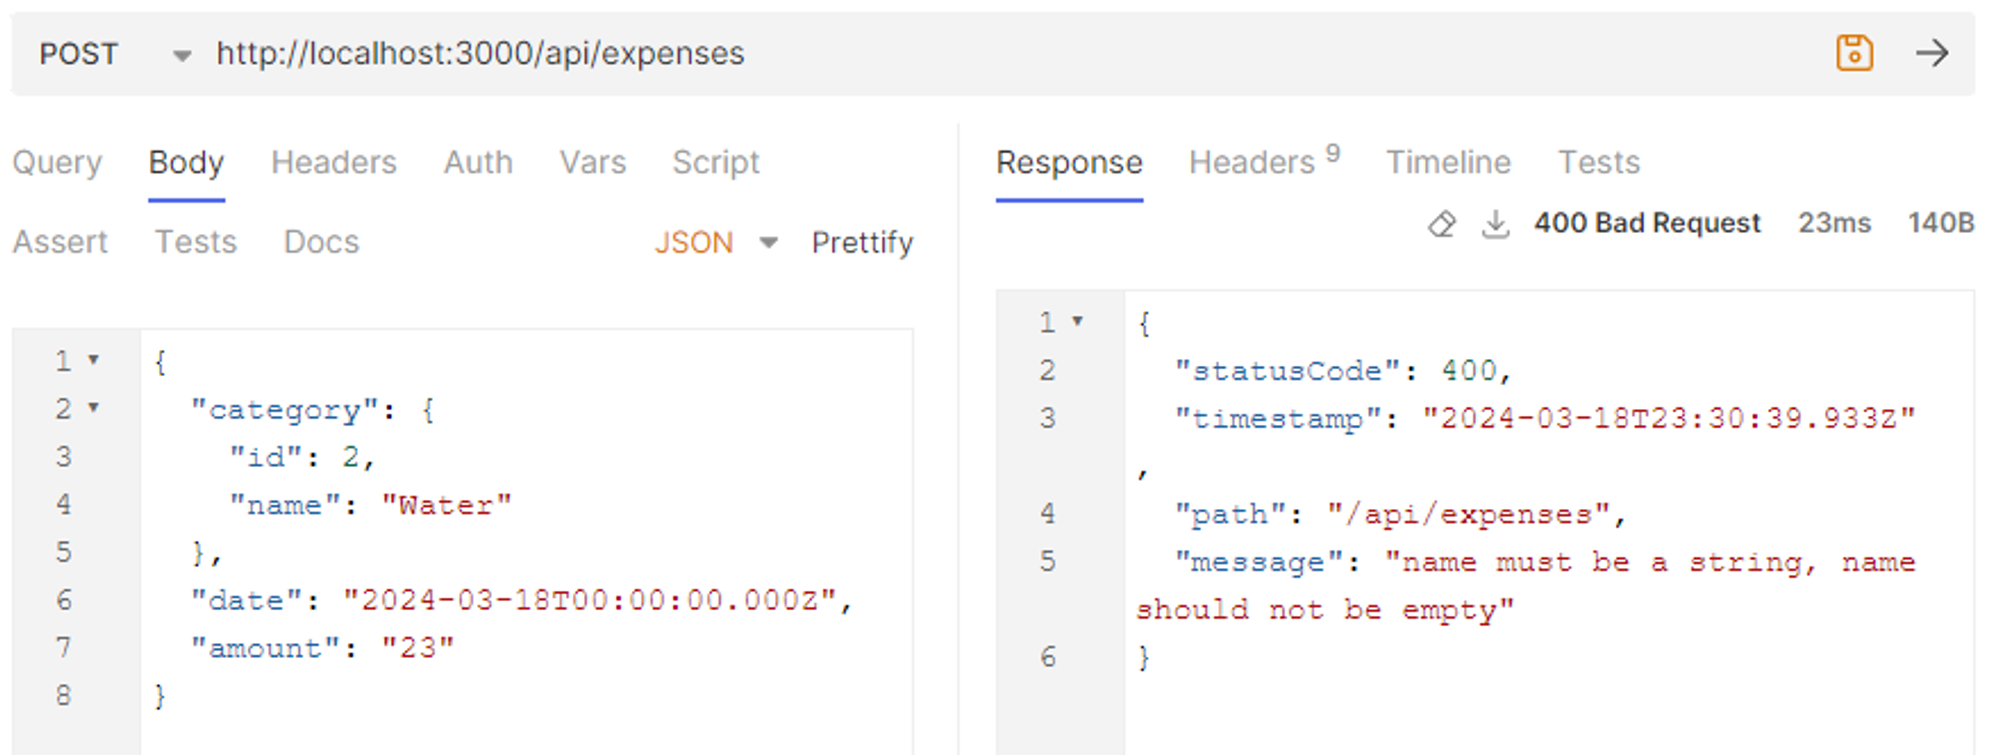 POST http://localhost:3000/api/expenses
Query Body Headers Auth Vars Script
Assert Tests Docs JSON Prettify
1 {
2 "category": {
3 "id": 2,
4 "name": "Water"
5 },
6 "date": "2024-03-18T00:00:00.000Z",
7 "amount": "23"
8 }
Response Headers 9 Timeline Tests
400 Bad Request 23ms 140B
1 {
2 "statusCode": 400,
3 "timestamp": "2024-03-18T23:30:39.933Z"
,
4 "path": "/api/expenses",
5 "message": "name must be a string, name
should not be empty"
6 }